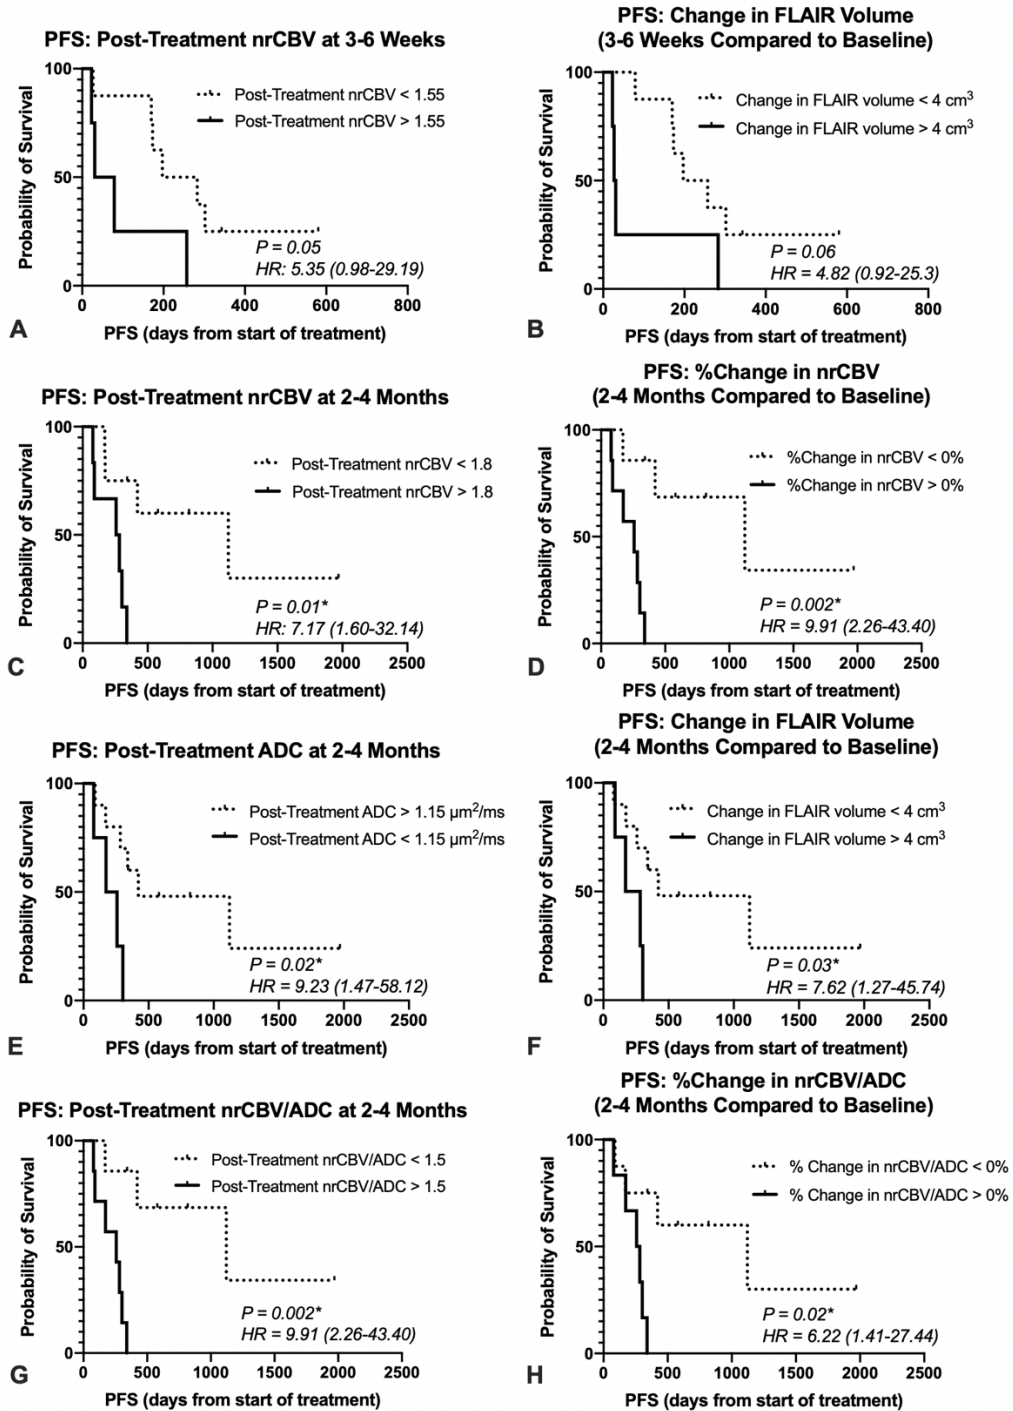 PFS: Post-Treatment nrCBV at 3-6 Weeks
Probability of Survival
100
50
0
Post-Treatment nrCBV < 1.55
Post-Treatment nrCBV > 1.55
P = 0.05
HR: 5.35 (0.98-29.19)
0 200 400 600 800
PFS (days from start of treatment)
A
PFS: Change in FLAIR Volume
(3-6 Weeks Compared to Baseline)
Probability of Survival
100
50
0
Change in FLAIR volume < 4 cm³
Change in FLAIR volume > 4 cm³
P = 0.06
HR = 4.82 (0.92-25.3)
0 200 400 600 800
PFS (days from start of treatment)
B
PFS: Post-Treatment nrCBV at 2-4 Months
Probability of Survival
100
50
0
Post-Treatment nrCBV < 1.8
Post-Treatment nrCBV > 1.8
P = 0.01*
HR: 7.17 (1.60-32.14)
0 500 1000 1500 2000 2500
PFS (days from start of treatment)
C
PFS: %Change in nrCBV
(2-4 Months Compared to Baseline)
Probability of Survival
100
50
0
%Change in nrCBV < 0%
%Change in nrCBV > 0%
P = 0.002*
HR = 9.91 (2.26-43.40)
0 500 1000 1500 2000 2500
PFS (days from start of treatment)
D
PFS: Post-Treatment ADC at 2-4 Months
Probability of Survival
100
50
0
Post-Treatment ADC > 1.15 μm²/ms
Post-Treatment ADC < 1.15 μm²/ms
P = 0.02*
HR = 9.23 (1.47-58.12)
0 500 1000 1500 2000 2500
PFS (days from start of treatment)
E
PFS: Change in FLAIR Volume
(2-4 Months Compared to Baseline)
Probability of Survival
100
50
0
Change in FLAIR volume < 4 cm³
Change in FLAIR volume > 4 cm³
P = 0.03*
HR = 7.62 (1.27-45.74)
0 500 1000 1500 2000 2500
PFS (days from start of treatment)
F
PFS: Post-Treatment nrCBV/ADC at 2-4 Months
Probability of Survival
100
50
0
Post-Treatment nrCBV/ADC < 1.5
Post-Treatment nrCBV/ADC > 1.5
P = 0.002*
HR = 9.91 (2.26-43.40)
0 500 1000 1500 2000 2500
PFS (days from start of treatment)
G
PFS: %Change in nrCBV/ADC
(2-4 Months Compared to Baseline)
Probability of Survival
100
50
0
% Change in nrCBV/ADC < 0%
% Change in nrCBV/ADC > 0%
P = 0.02*
HR = 6.22 (1.41-27.44)
0 500 1000 1500 2000 2500
PFS (days from start of treatment)
H